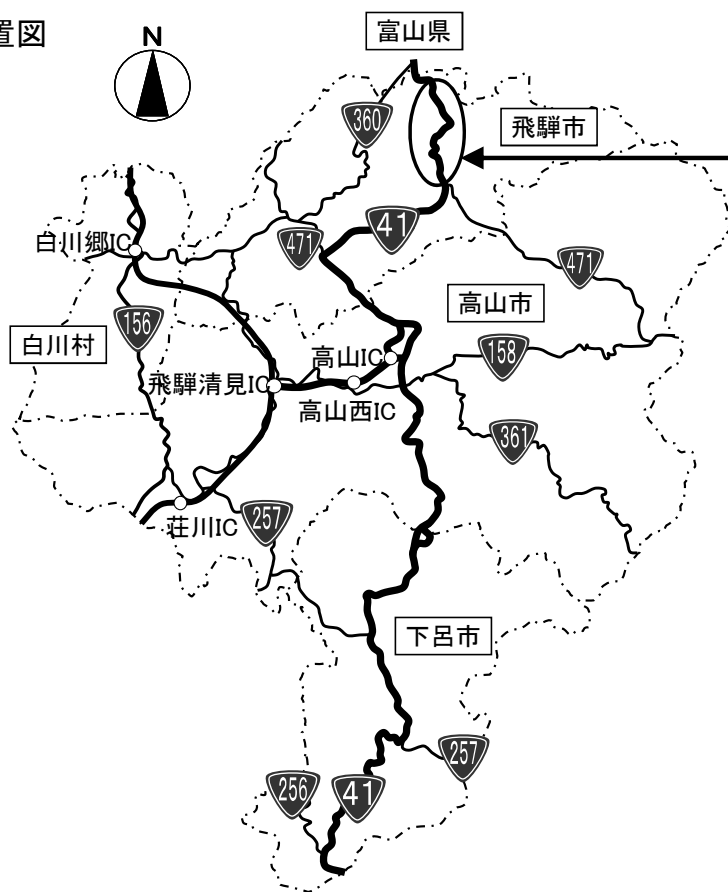 置図
N
富山県
360
飛騨市
白川郷IC
471
41
471
156
高山市
白川村
高山IC
158
飛騨清見IC
高山西IC
361
荘川IC
257
下呂市
257
256
41